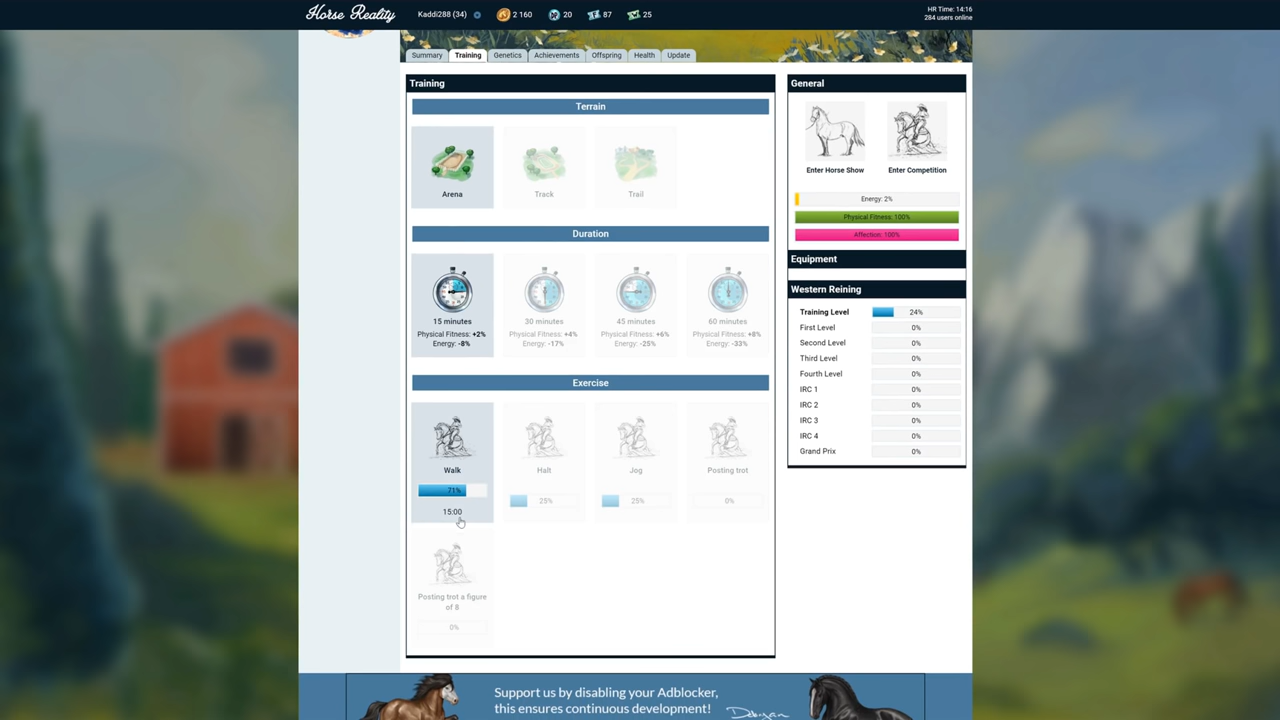 Horse Reality
Kaddi288 (34)
2 160
20
87
25
HR Time: 14:16
284 users online
Summary
Training
Genetics
Achievements
Offspring
Health
Update
Training
Terrain
Arena
Track
Trail
Duration
15 minutes
Physical Fitness: +2%
Energy: -8%
30 minutes
Physical Fitness: +4%
Energy: -17%
45 minutes
Physical Fitness: +6%
Energy: -25%
60 minutes
Physical Fitness: +8%
Energy: -33%
Exercise
Walk
71%
15:00
Halt
25%
Jog
25%
Posting trot
0%
Posting trot a figure
of 8
0%
General
Enter Horse Show
Enter Competition
Energy: 2%
Physical Fitness: 100%
Affection: 100%
Equipment
Western Reining
Training Level 24%
First Level 0%
Second Level 0%
Third Level 0%
Fourth Level 0%
IRC 1 0%
IRC 2 0%
IRC 3 0%
IRC 4 0%
Grand Prix 0%
Support us by disabling your Adblocker,
this ensures continuous development!